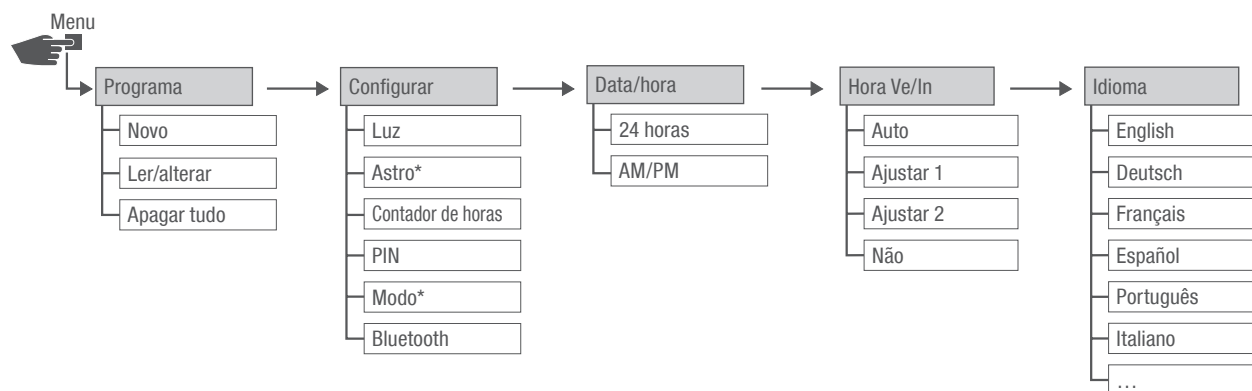 Menu
Programa
Novo
Ler/alterar
Apagar tudo
Configurar
Luz
Astro*
Contador de horas
PIN
Modo*
Bluetooth
Data/hora
24 horas
AM/PM
Hora Ve/In
Auto
Ajustar 1
Ajustar 2
Não
Idioma
English
Deutsch
Français
Español
Português
Italiano
…